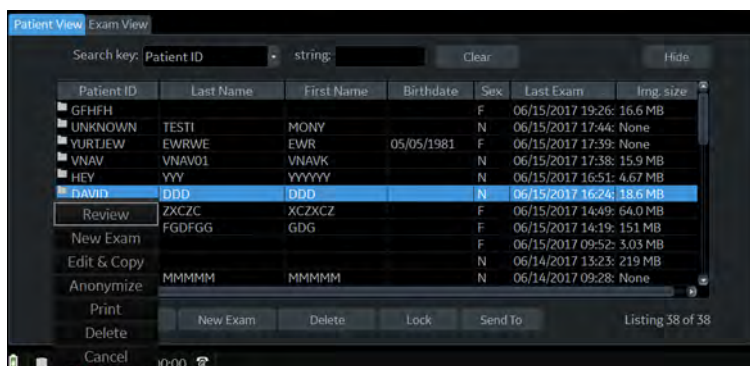 Patient View Exam View
Search key: Patient ID string: Clear Hide
Patient ID Last Name First Name Birthdate Sex Last Exam Img. size
GFHFH F 06/15/2017 19:26: 16.6 MB
UNKNOWN TESTI MONY N 06/15/2017 17:44: None
YURTJEW EWRWE EWR 05/05/1981 F 06/15/2017 17:39: None
VNAV VNAV01 VNAVK N 06/15/2017 17:38: 15.9 MB
HEY YYY YYYYYY N 06/15/2017 16:51: 4.67 MB
DAVID DDD DDD N 06/15/2017 16:24: 18.6 MB
Review ZXCZC XCZXCZ F 06/15/2017 14:49: 64.0 MB
FGDFGG GDG F 06/15/2017 14:19: 151 MB
New Exam F 06/15/2017 09:52: 3.03 MB
Edit & Copy N 06/14/2017 13:23: 219 MB
Anonymize MMMMM MMMMM N 06/14/2017 09:28: None
Print New Exam Delete Lock Send To Listing 38 of 38
Delete
Cancel